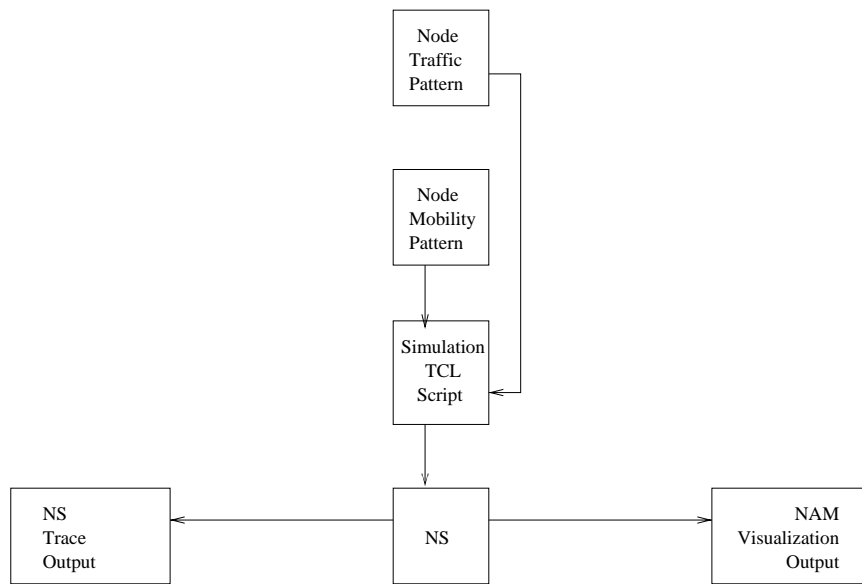 Node
Traffic
Pattern
Node
Mobility
Pattern
Simulation
TCL
Script
NS
Trace
Output
NS
NAM
Visualization
Output